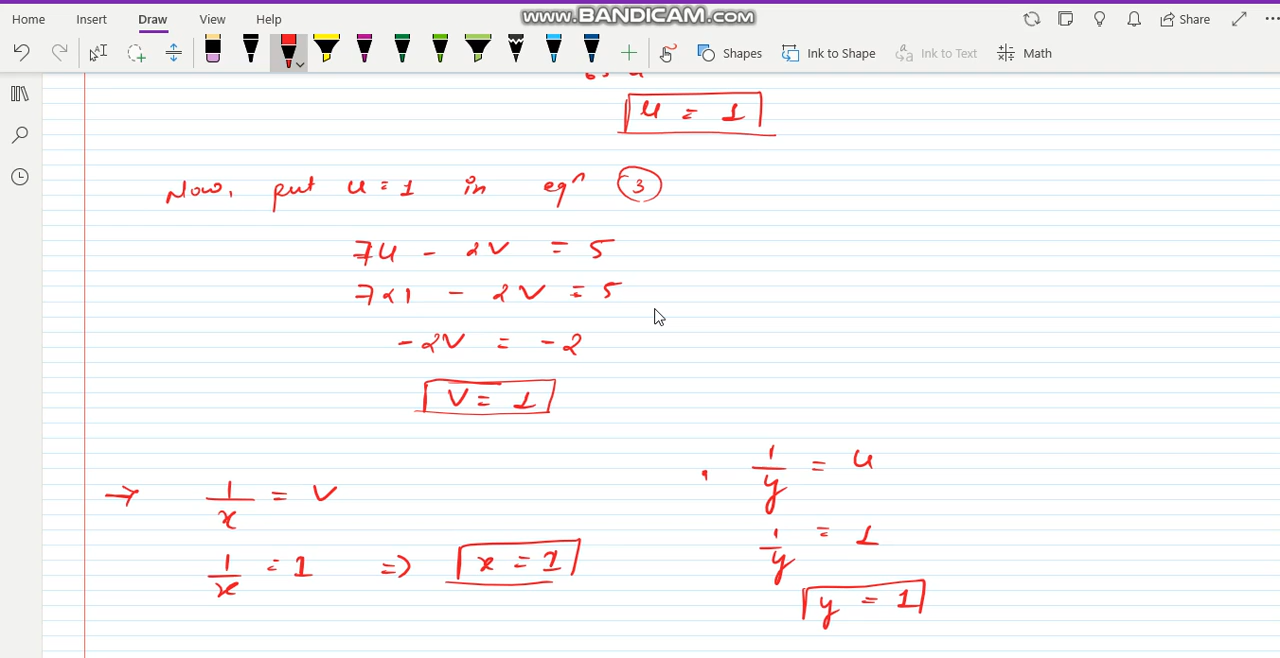 Home Insert Draw View Help
www.BANDICAM.com
Share
Shapes Ink to Shape Ink to Text Math
u = 1
Now, put u = 1 in eqⁿ 3
7u - 2v = 5
7×1 - 2v = 5
-2v = -2
v = 1
→ 1/x = v
1/x = 1 => x = 1
, 1/y = u
1/y = 1
y = 1